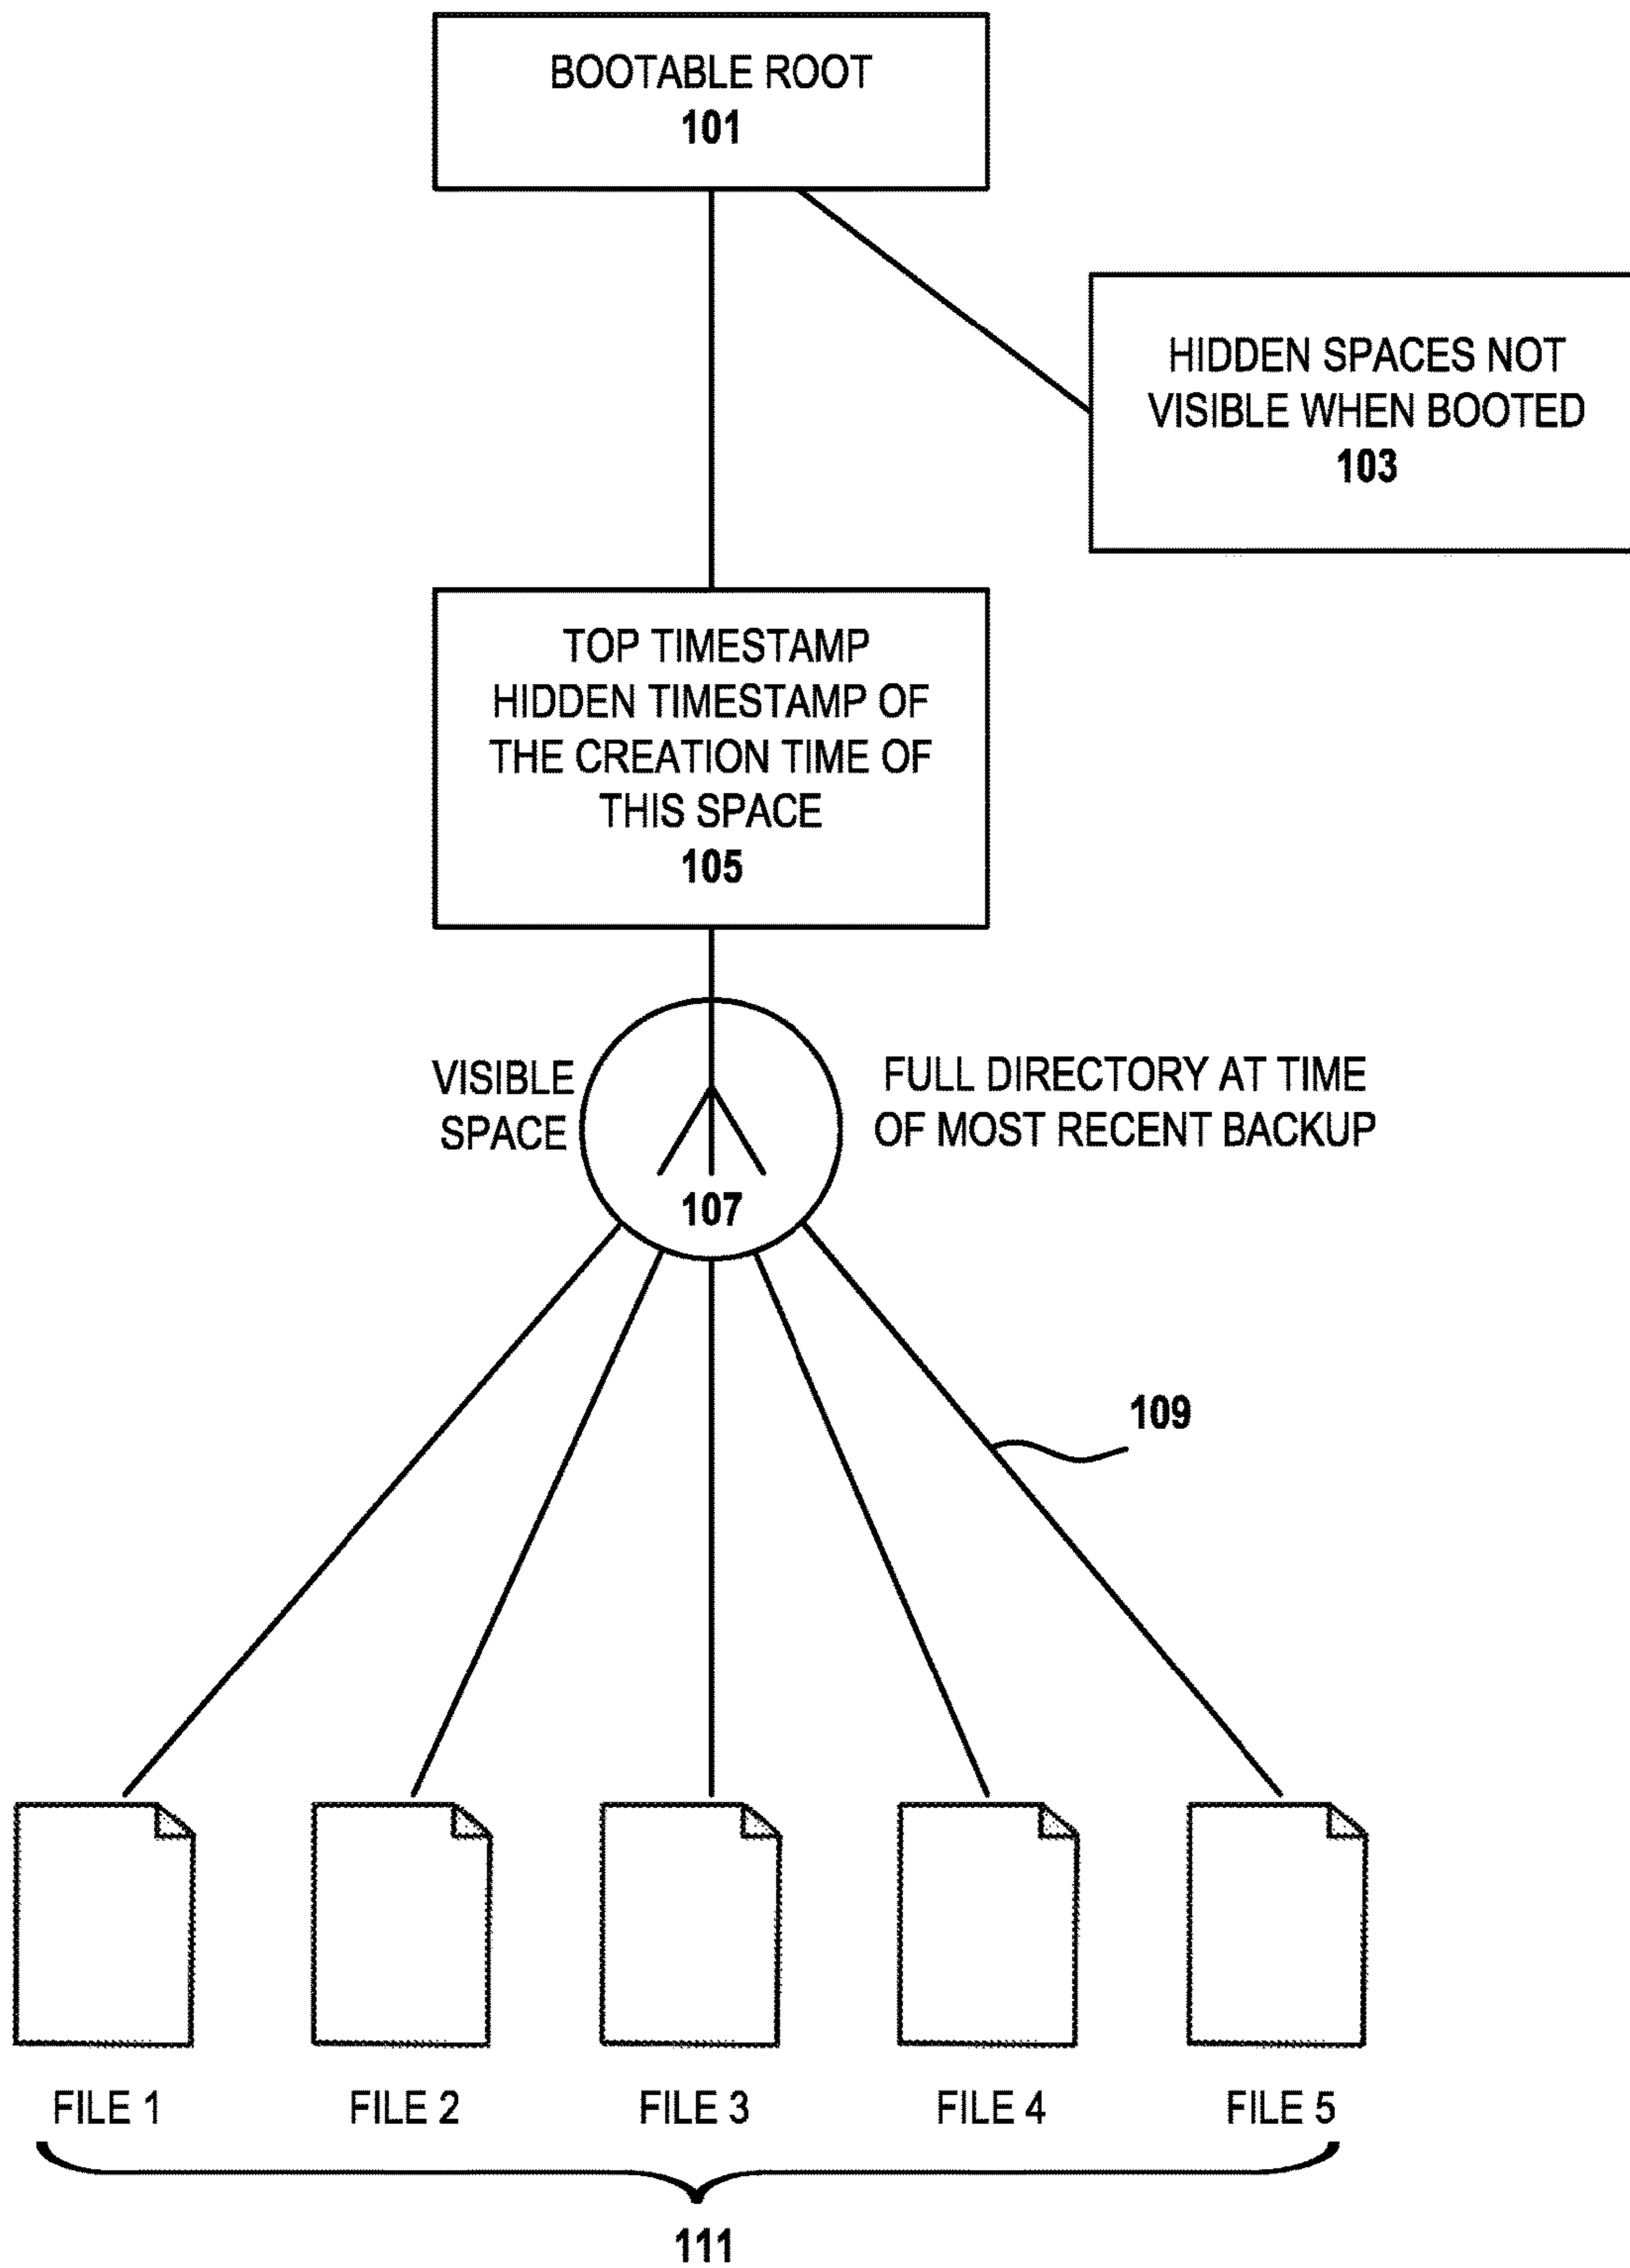 BOOTABLE ROOT
101
HIDDEN SPACES NOT
VISIBLE WHEN BOOTED
103
TOP TIMESTAMP
HIDDEN TIMESTAMP OF
THE CREATION TIME OF
THIS SPACE
105
VISIBLE
SPACE
107
FULL DIRECTORY AT TIME
OF MOST RECENT BACKUP
109
FILE 1
FILE 2
FILE 3
FILE 4
FILE 5
111